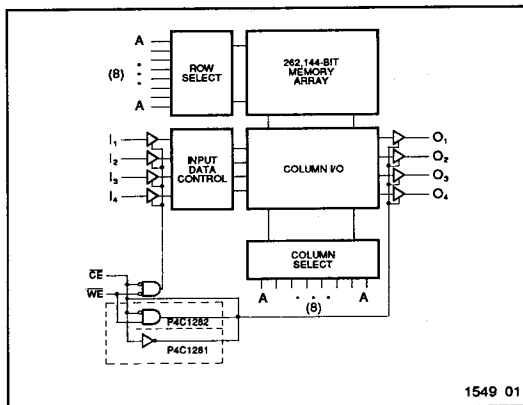 A
(8)
A
ROW
SELECT
262,144-BIT
MEMORY
ARRAY
I1
I2
I3
I4
INPUT
DATA
CONTROL
COLUMN I/O
O1
O2
O3
O4
COLUMN
SELECT
A A
(8)
CE
WE
P4C1282
P4C1281
1549 01